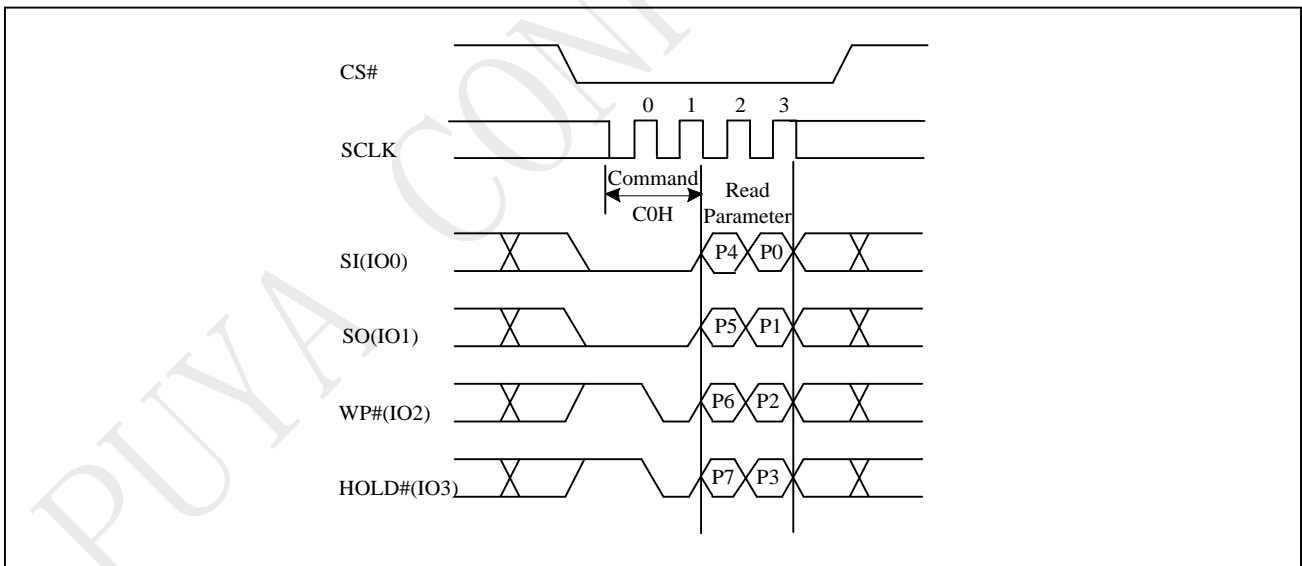 CS#
0 1 2 3
SCLK
Command
C0H
Read
Parameter
SI(IO0)
P4 P0
SO(IO1)
P5 P1
WP#(IO2)
P6 P2
HOLD#(IO3)
P7 P3
PUYA CON